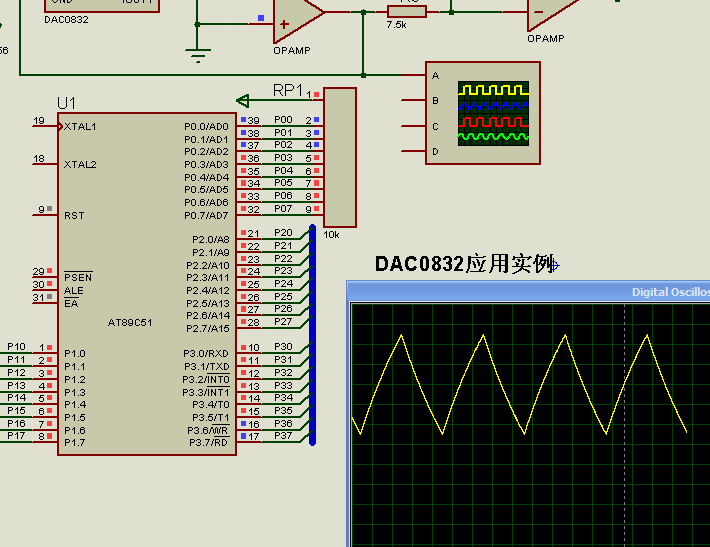 DAC0832
56
OPAMP
7.5k
OPAMP
U1
RP1
1
A
B
C
D
19 XTAL1
18 XTAL2
9 RST
29 PSEN
30 ALE
31 EA
AT89C51
P0.0/AD0 39 P00 2
P0.1/AD1 38 P01 3
P0.2/AD2 37 P02 4
P0.3/AD3 36 P03 5
P0.4/AD4 35 P04 6
P0.5/AD5 34 P05 7
P0.6/AD6 33 P06 8
P0.7/AD7 32 P07 9
10k
P2.0/A8 21 P20
P2.1/A9 22 P21
P2.2/A10 23 P22
P2.3/A11 24 P23
P2.4/A12 25 P24
P2.5/A13 26 P25
P2.6/A14 27 P26
P2.7/A15 28 P27
P10 1 P1.0
P11 2 P1.1
P12 3 P1.2
P13 4 P1.3
P14 5 P1.4
P15 6 P1.5
P16 7 P1.6
P17 8 P1.7
P3.0/RXD 10 P30
P3.1/TXD 11 P31
P3.2/INT0 12 P32
P3.3/INT1 13 P33
P3.4/T0 14 P34
P3.5/T1 15 P35
P3.6/WR 16 P36
P3.7/RD 17 P37
DAC0832应用实例
Digital Oscillos